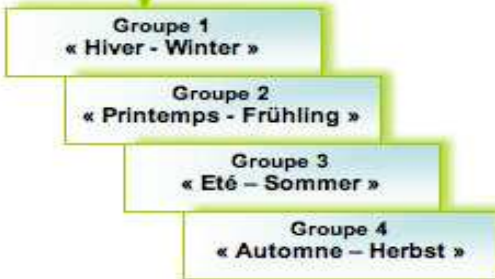 Groupe 1
« Hiver - Winter »
Groupe 2
« Printemps - Frühling »
Groupe 3
« Eté – Sommer »
Groupe 4
« Automne – Herbst »